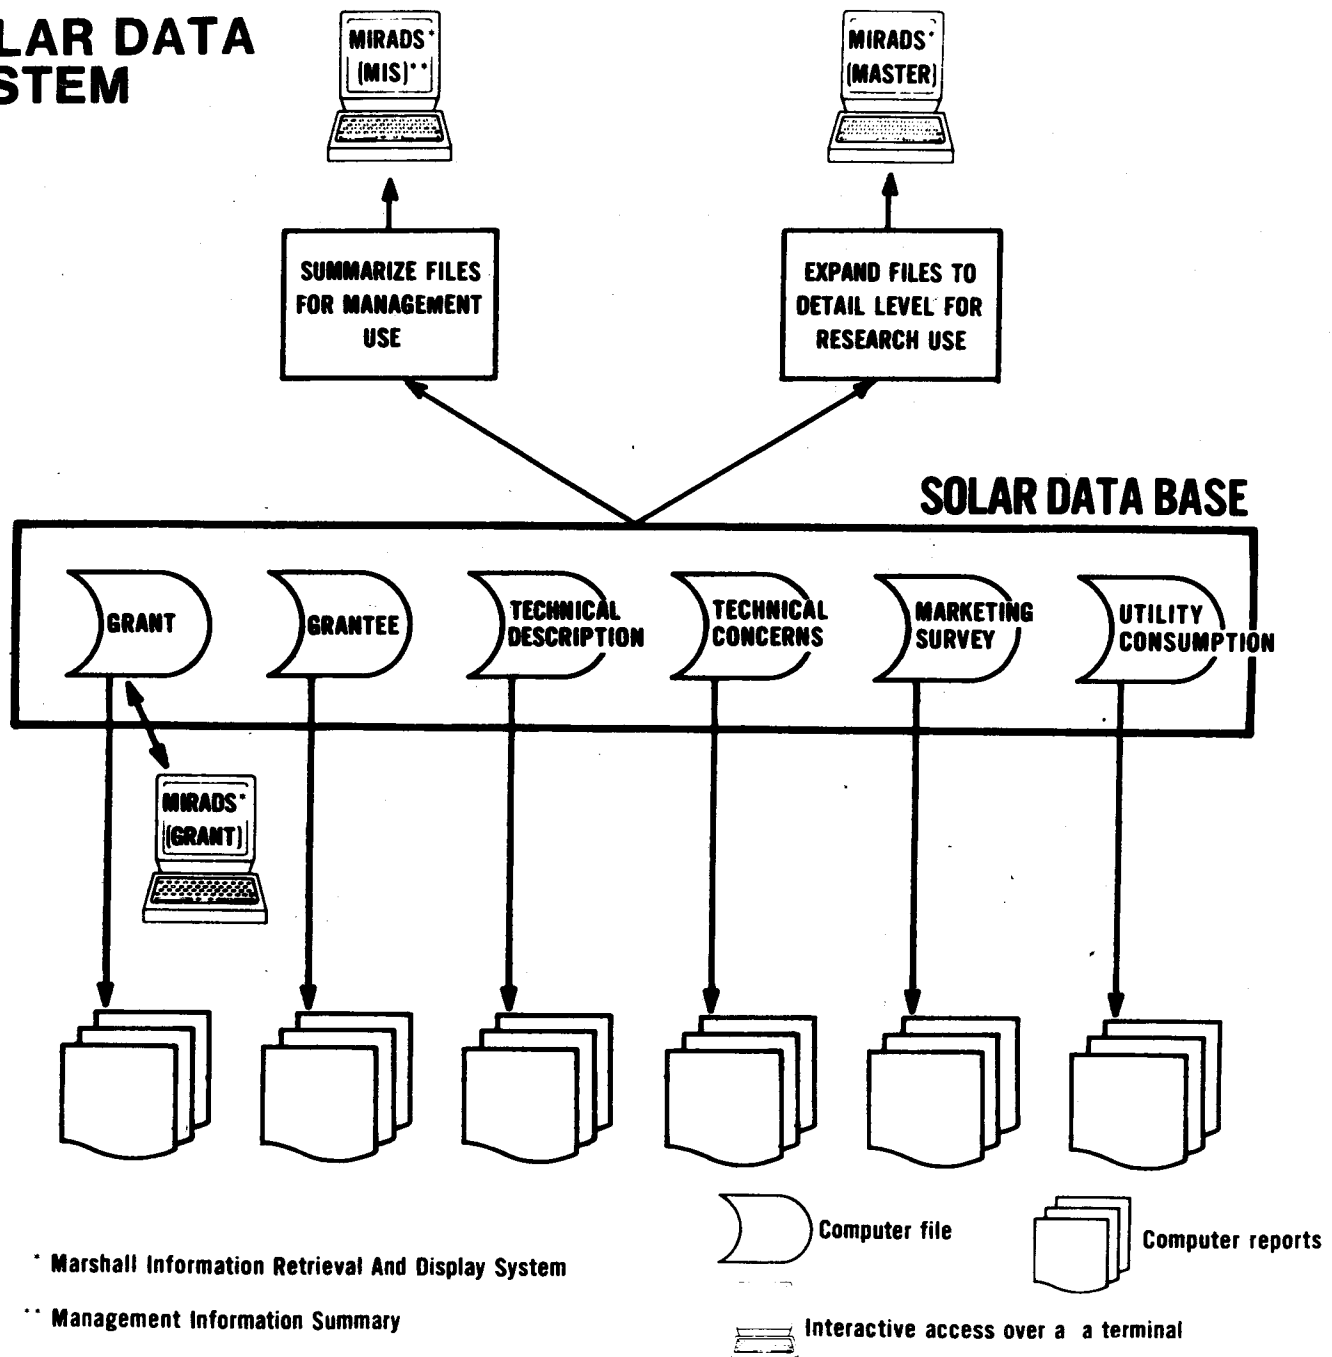 LAR DATA
STEM
MIRADS*
(MIS)**
MIRADS*
(MASTER)
SUMMARIZE FILES
FOR MANAGEMENT
USE
EXPAND FILES TO
DETAIL LEVEL FOR
RESEARCH USE
SOLAR DATA BASE
GRANT
GRANTEE
TECHNICAL
DESCRIPTION
TECHNICAL
CONCERNS
MARKETING
SURVEY
UTILITY
CONSUMPTION
MIRADS*
(GRANT)
Computer file
Computer reports
* Marshall Information Retrieval And Display System
** Management Information Summary
Interactive access over a a terminal